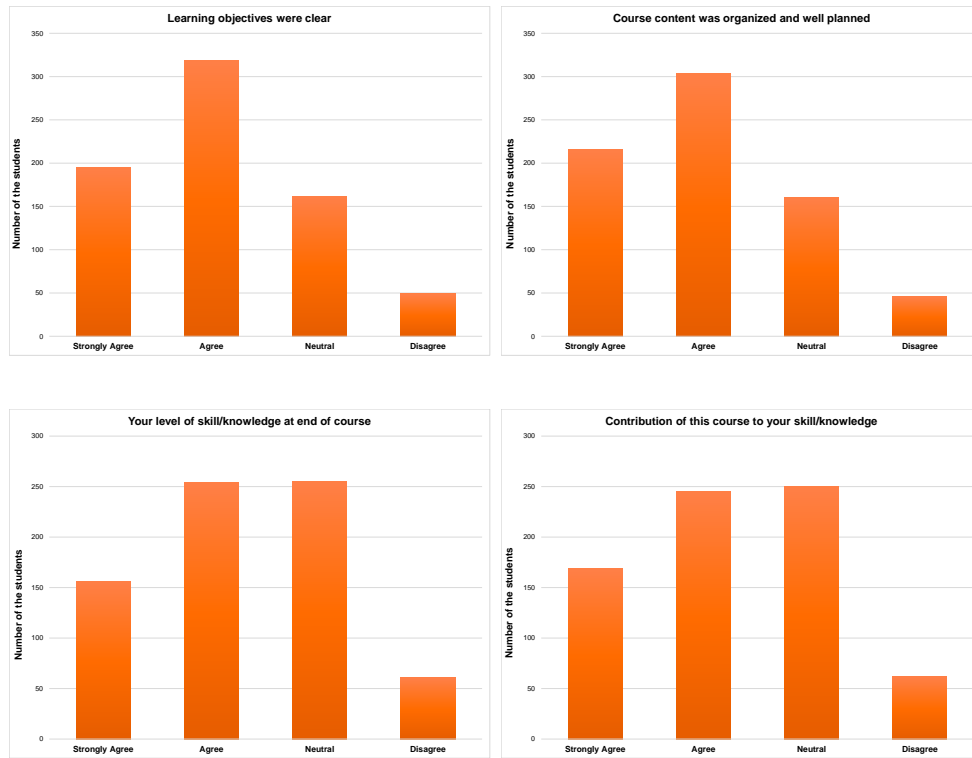 Learning objectives were clear
Number of the students
350
300
250
200
150
100
50
0
Strongly Agree Agree Neutral Disagree
Course content was organized and well planned
Number of the students
350
300
250
200
150
100
50
0
Strongly Agree Agree Neutral Disagree
Your level of skill/knowledge at end of course
Number of the students
300
250
200
150
100
50
0
Strongly Agree Agree Neutral Disagree
Contribution of this course to your skill/knowledge
Number of the students
300
250
200
150
100
50
0
Strongly Agree Agree Neutral Disagree